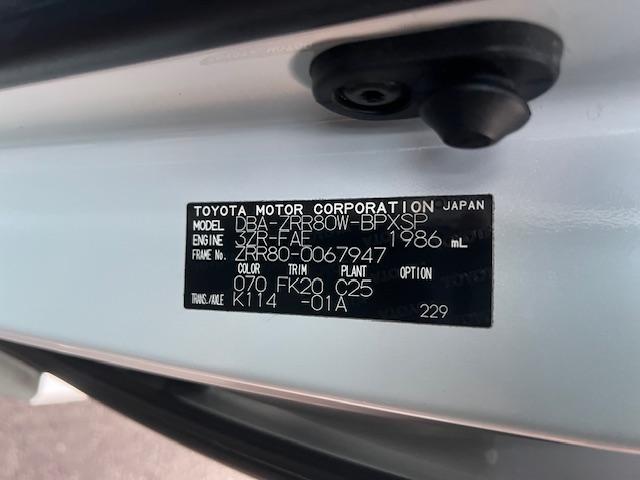 TOYOTA MOTOR CORPORATION JAPAN
MODEL DBA-ZRR80W-BPXSP
ENGINE 3ZR-FAE 1986 mL
FRAME No. ZRR80-0067947
COLOR TRIM PLANT OPTION
070 FK20 C25
TRANS./AXLE K114 -01A 229